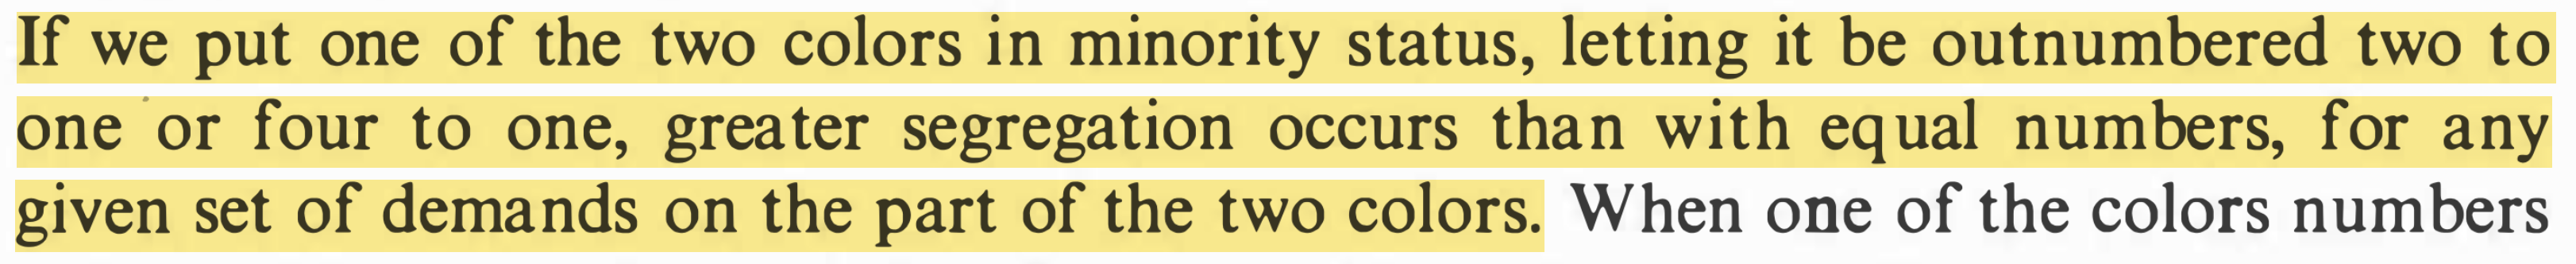 If we put one of the two colors in minority status, letting it be outnumbered two to
one or four to one, greater segregation occurs than with equal numbers, for any
given set of demands on the part of the two colors. When one of the colors numbers